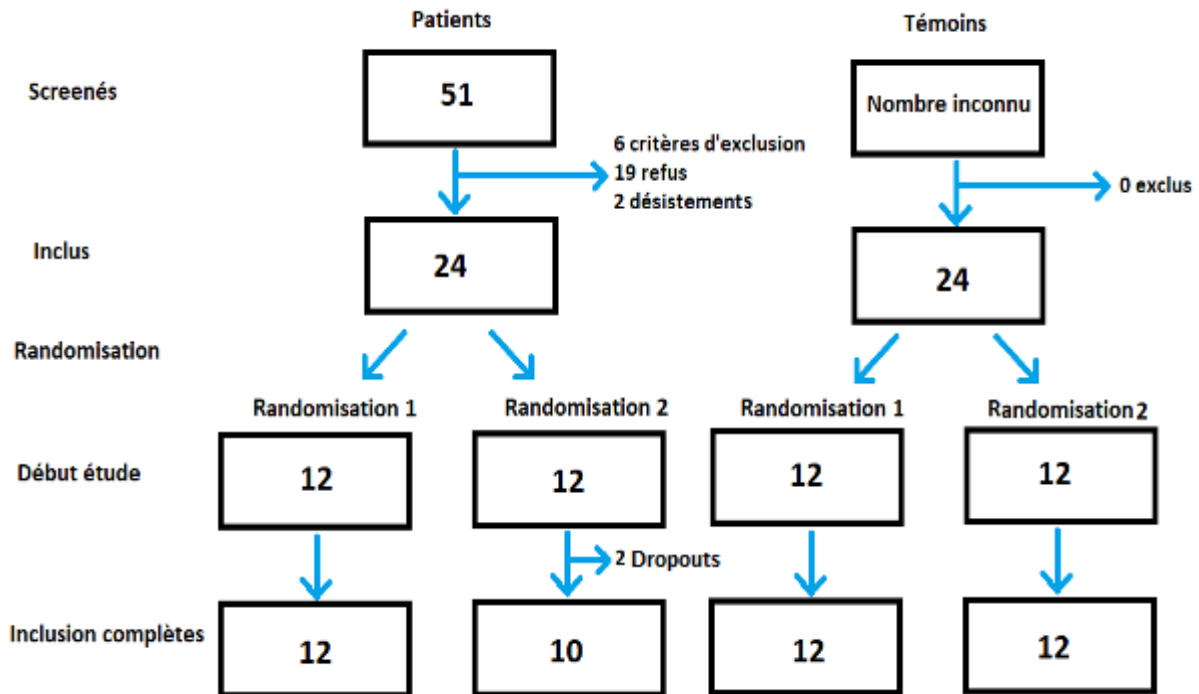 Patients
Témoins
Screenés
51
Nombre inconnu
6 critères d'exclusion
19 refus
2 désistements
0 exclus
Inclus
24
24
Randomisation
Randomisation 1
Randomisation 2
Randomisation 1
Randomisation 2
Début étude
12
12
12
12
2 Dropouts
Inclusion complètes
12
10
12
12